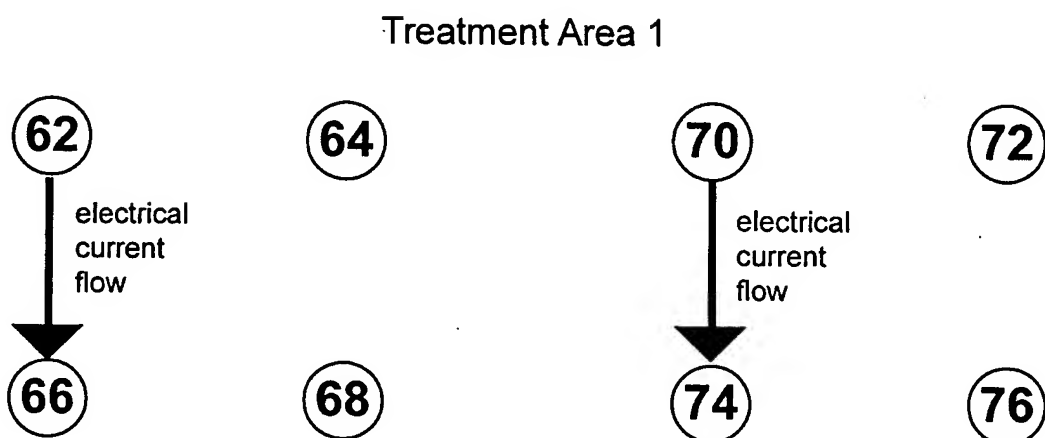 Treatment Area 1
62 64 70 72
electrical
current
flow
electrical
current
flow
66 68 74 76